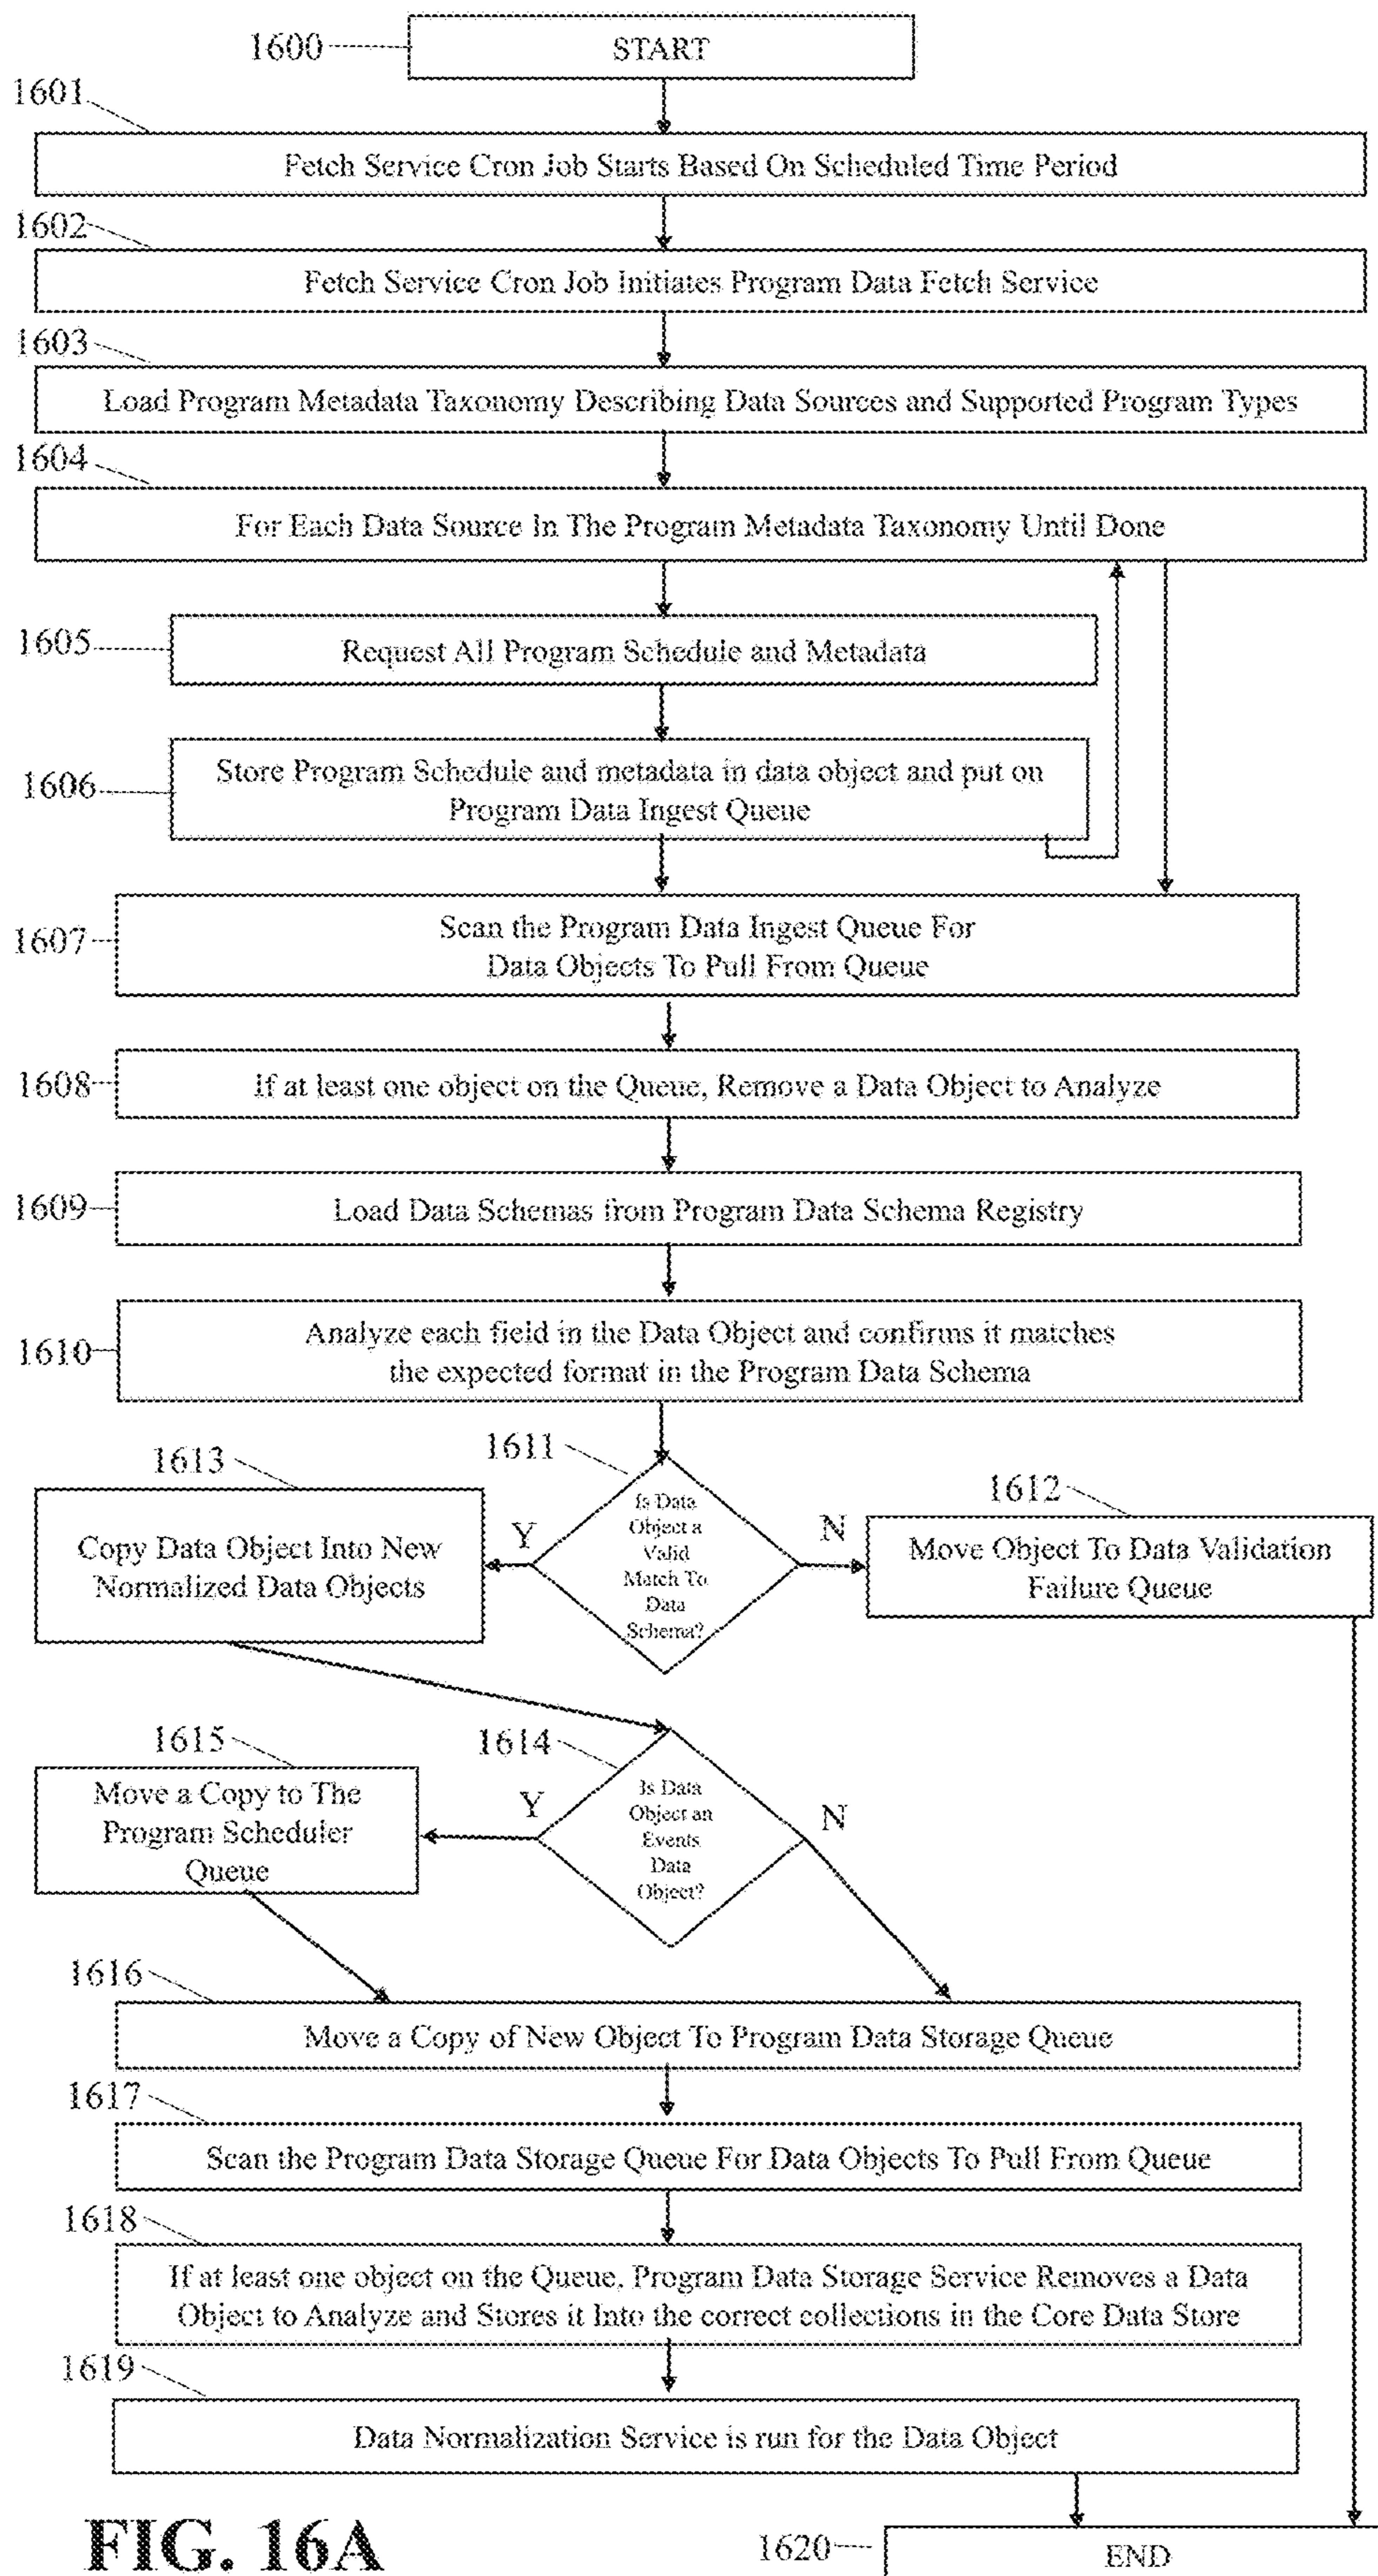 1600
START
1601
Fetch Service Cron Job Starts Based On Scheduled Time Period
1602
Fetch Service Cron Job Initiates Program Data Fetch Service
1603
Load Program Metadata Taxonomy Describing Data Sources and Supported Program Types
1604
For Each Data Source In The Program Metadata Taxonomy Until Done
1605
Request All Program Schedule and Metadata
1606
Store Program Schedule and metadata in data object and put on
Program Data Ingest Queue
1607
Scan the Program Data Ingest Queue For
Data Objects To Pull From Queue
1608
If at least one object on the Queue, Remove a Data Object to Analyze
1609
Load Data Schemas from Program Data Schema Registry
1610
Analyze each field in the Data Object and confirms it matches
the expected format in the Program Data Schema
1611
Is Data
Object a
Valid
Match To
Data
Schema?
Y
N
1613
Copy Data Object Into New
Normalized Data Objects
1612
Move Object To Data Validation
Failure Queue
1614
Is Data
Object an
Events
Data
Object?
Y
N
1615
Move a Copy to The
Program Scheduler
Queue
1616
Move a Copy of New Object To Program Data Storage Queue
1617
Scan the Program Data Storage Queue For Data Objects To Pull From Queue
1618
If at least one object on the Queue, Program Data Storage Service Removes a Data
Object to Analyze and Stores it Into the correct collections in the Core Data Store
1619
Data Normalization Service is run for the Data Object
1620
END
FIG. 16A